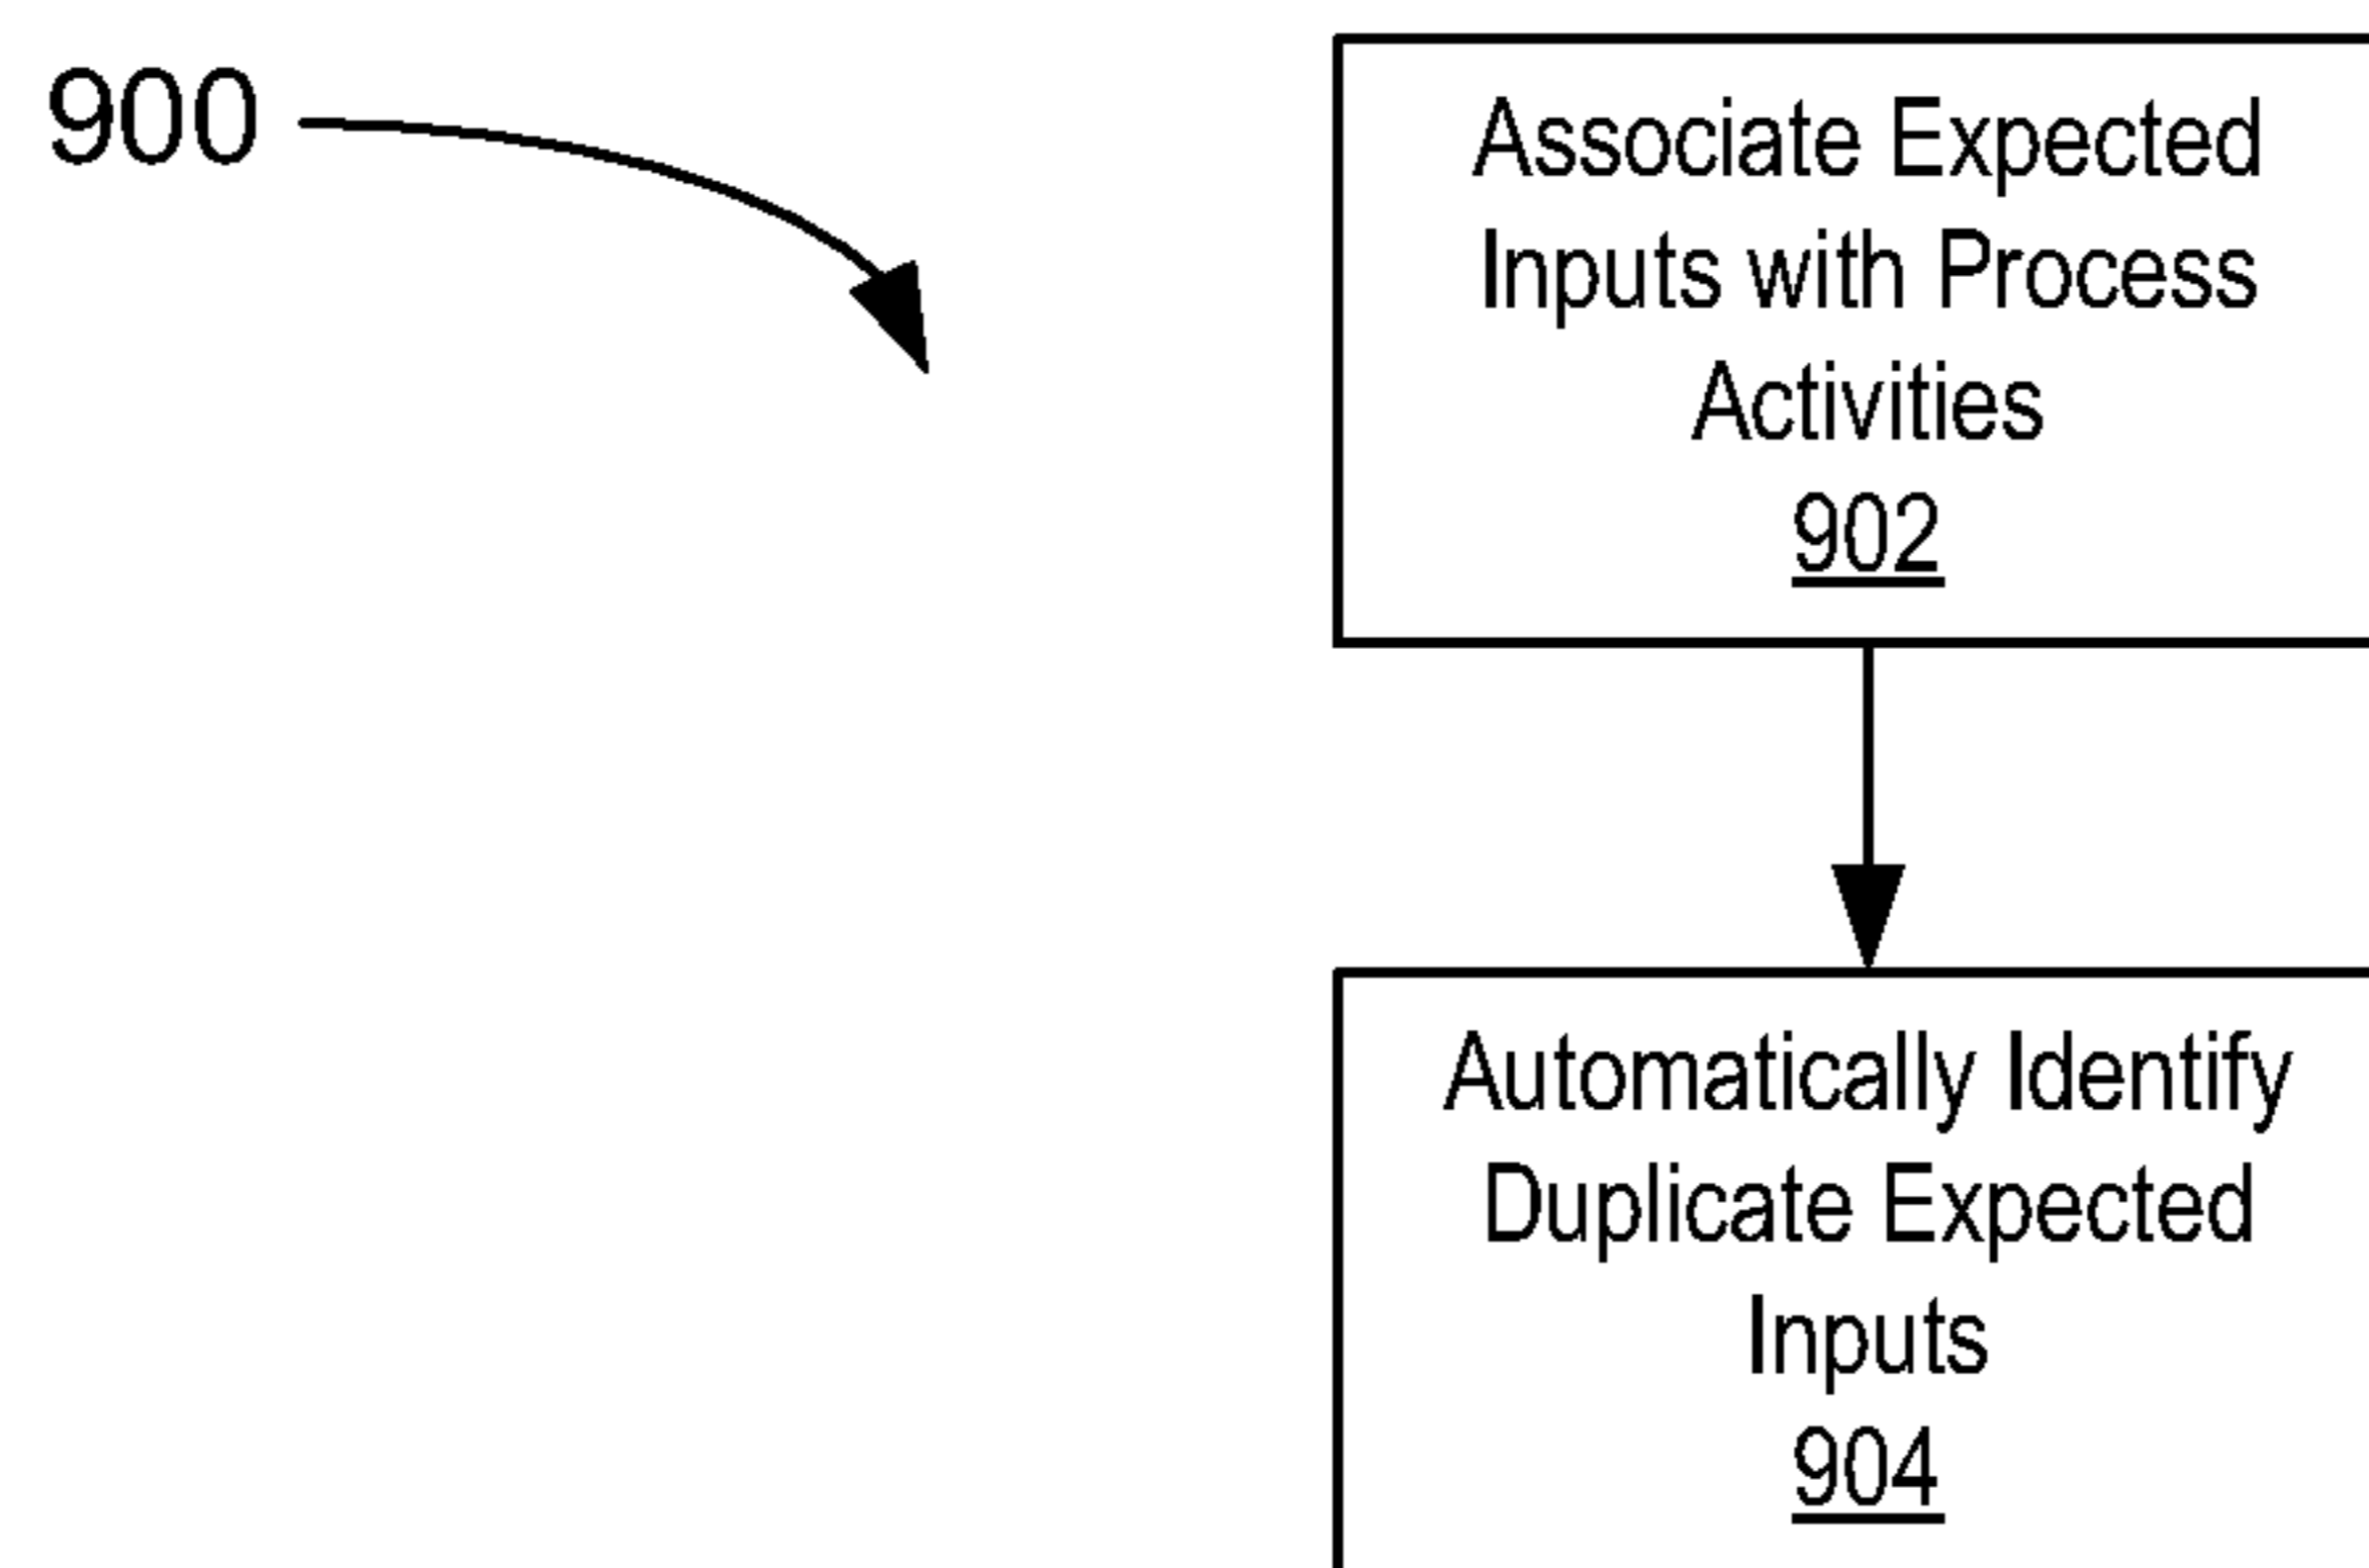 900
Associate Expected
Inputs with Process
Activities
902
Automatically Identify
Duplicate Expected
Inputs
904